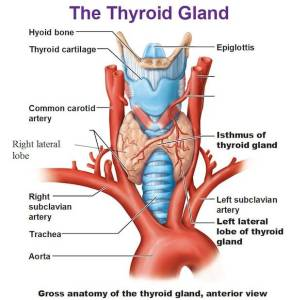 The Thyroid Gland
Hyoid bone
Thyroid cartilage
Epiglottis
Common carotid
artery
Right lateral
lobe
Isthmus of
thyroid gland
Right
subclavian
artery
Left subclavian
artery
Left lateral
lobe of thyroid
gland
Trachea
Aorta
Gross anatomy of the thyroid gland, anterior view